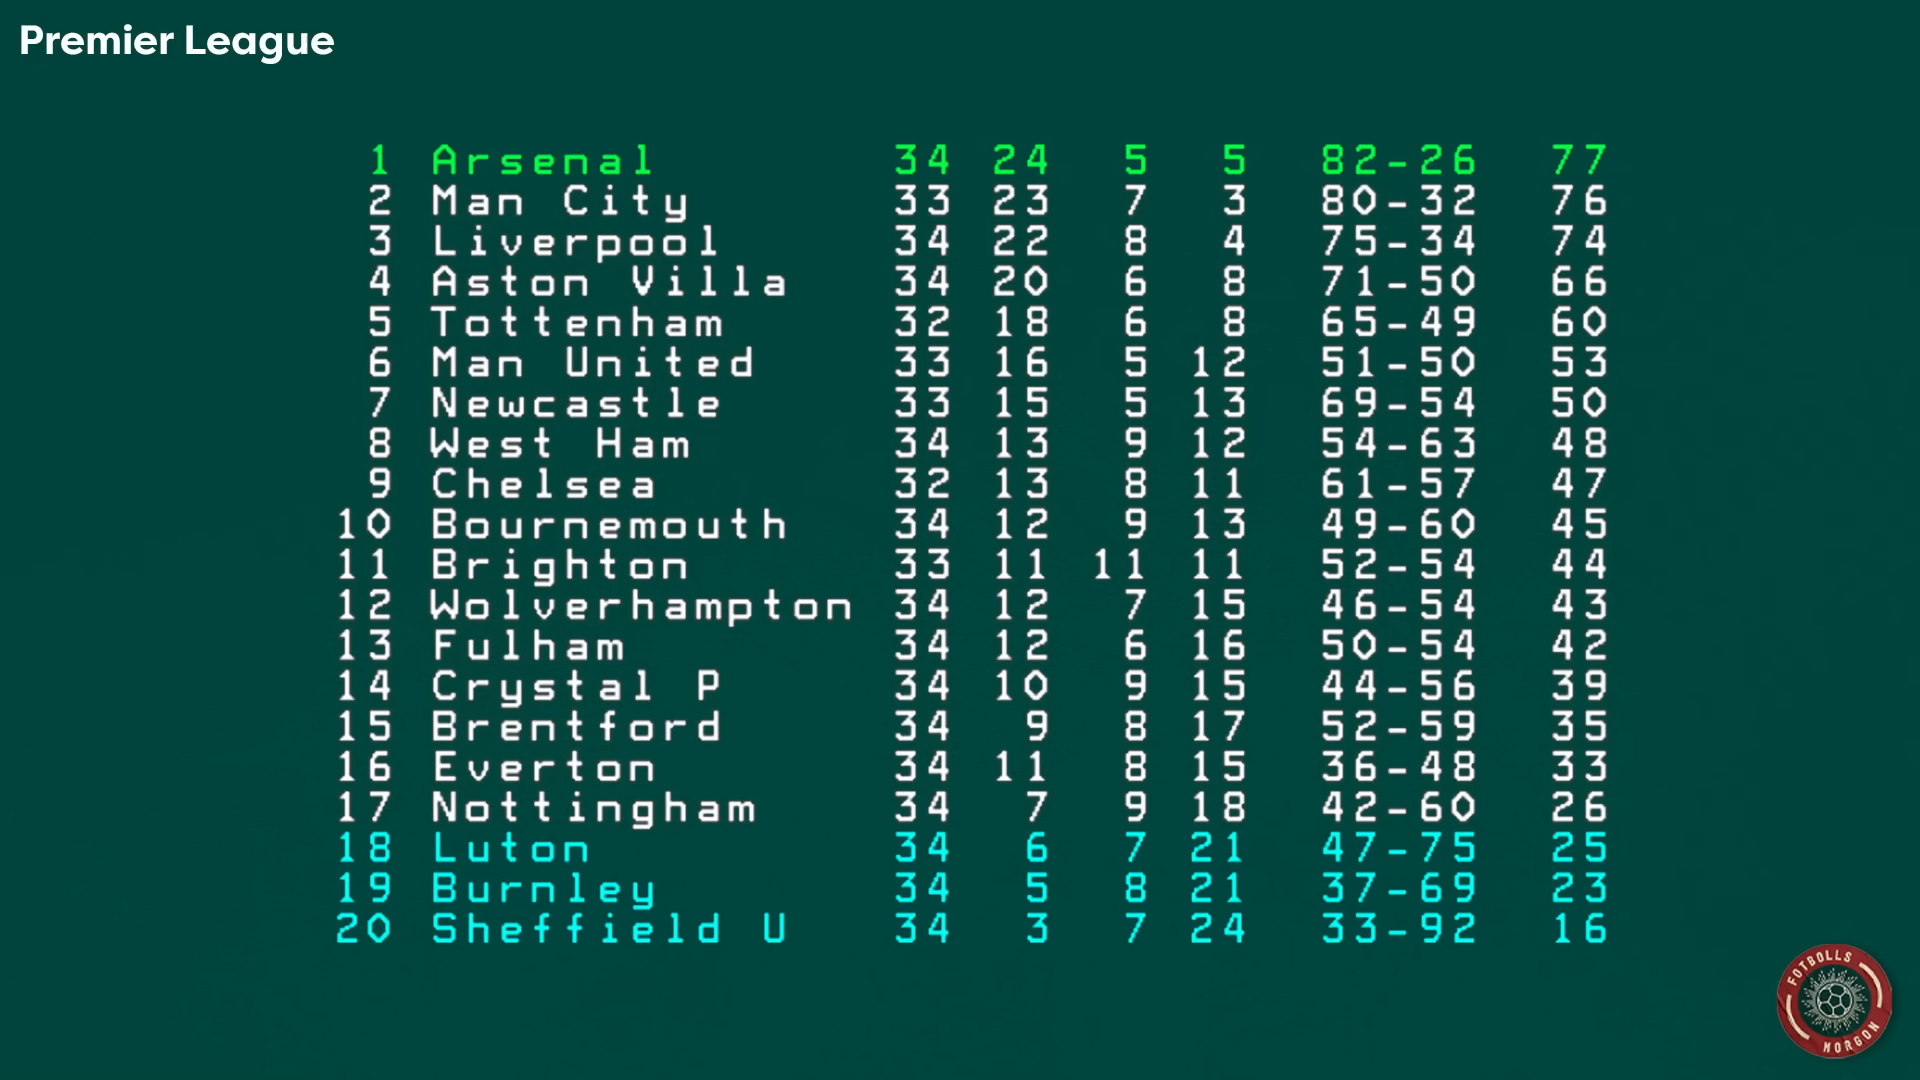 Premier League
1 Arsenal 34 24 5 5 82-26 77
2 Man City 33 23 7 3 80-32 76
3 Liverpool 34 22 8 4 75-34 74
4 Aston Villa 34 20 6 8 71-50 66
5 Tottenham 32 18 6 8 65-49 60
6 Man United 33 16 5 12 51-50 53
7 Newcastle 33 15 5 13 69-54 50
8 West Ham 34 13 9 12 54-63 48
9 Chelsea 32 13 8 11 61-57 47
10 Bournemouth 34 12 9 13 49-60 45
11 Brighton 33 11 11 11 52-54 44
12 Wolverhampton 34 12 7 15 46-54 43
13 Fulham 34 12 6 16 50-54 42
14 Crystal P 34 10 9 15 44-56 39
15 Brentford 34 9 8 17 52-59 35
16 Everton 34 11 8 15 36-48 33
17 Nottingham 34 7 9 18 42-60 26
18 Luton 34 6 7 21 47-75 25
19 Burnley 34 5 8 21 37-69 23
20 Sheffield U 34 3 7 24 33-92 16
FOTBOLLS
MORGON